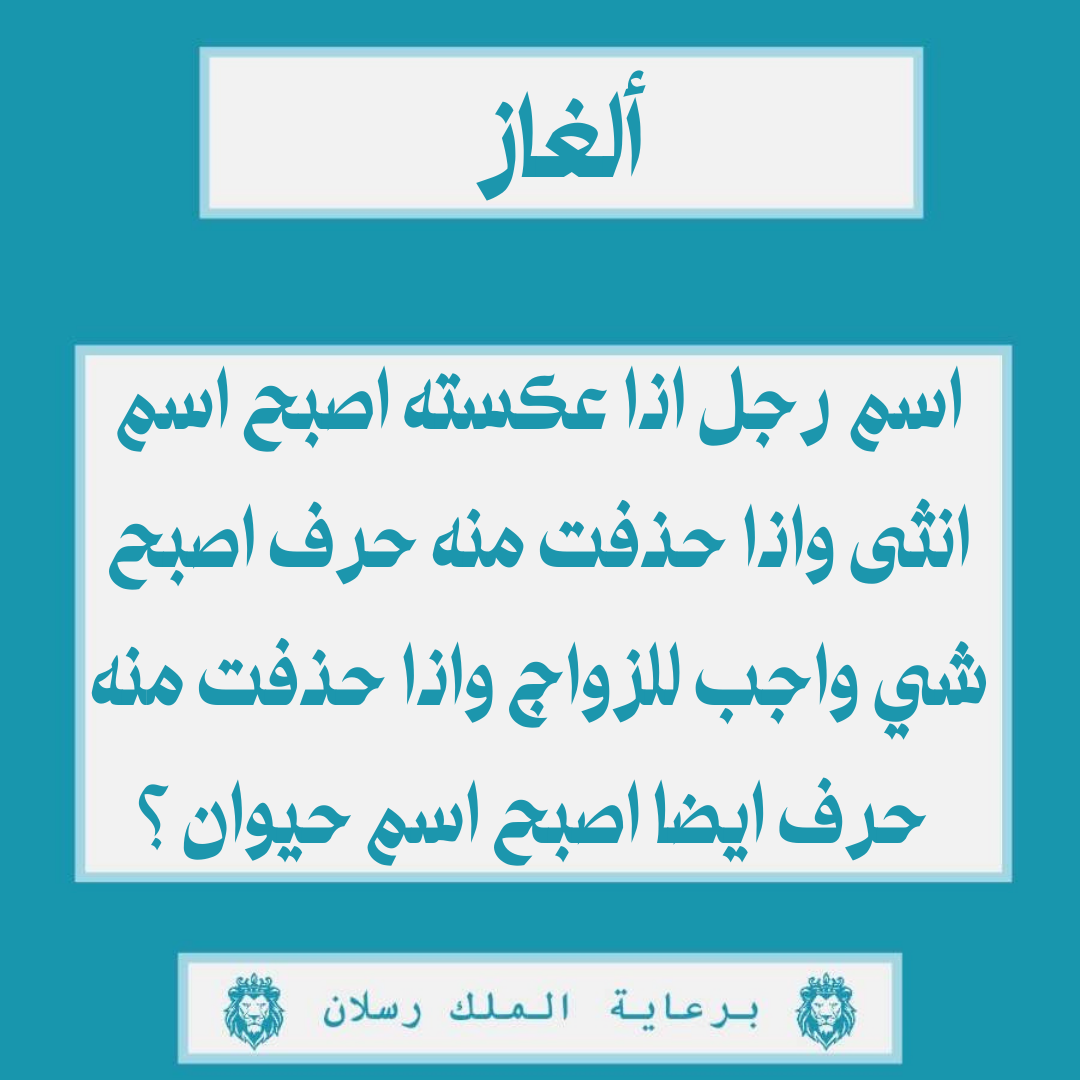 ألغاز
اسم رجل اذا عكسته اصبح اسم
انثى واذا حذفت منه حرف اصبح
شي واجب للزواج واذا حذفت منه
حرف ايضا اصبح اسم حيوان ؟
برعاية الملك رسلان